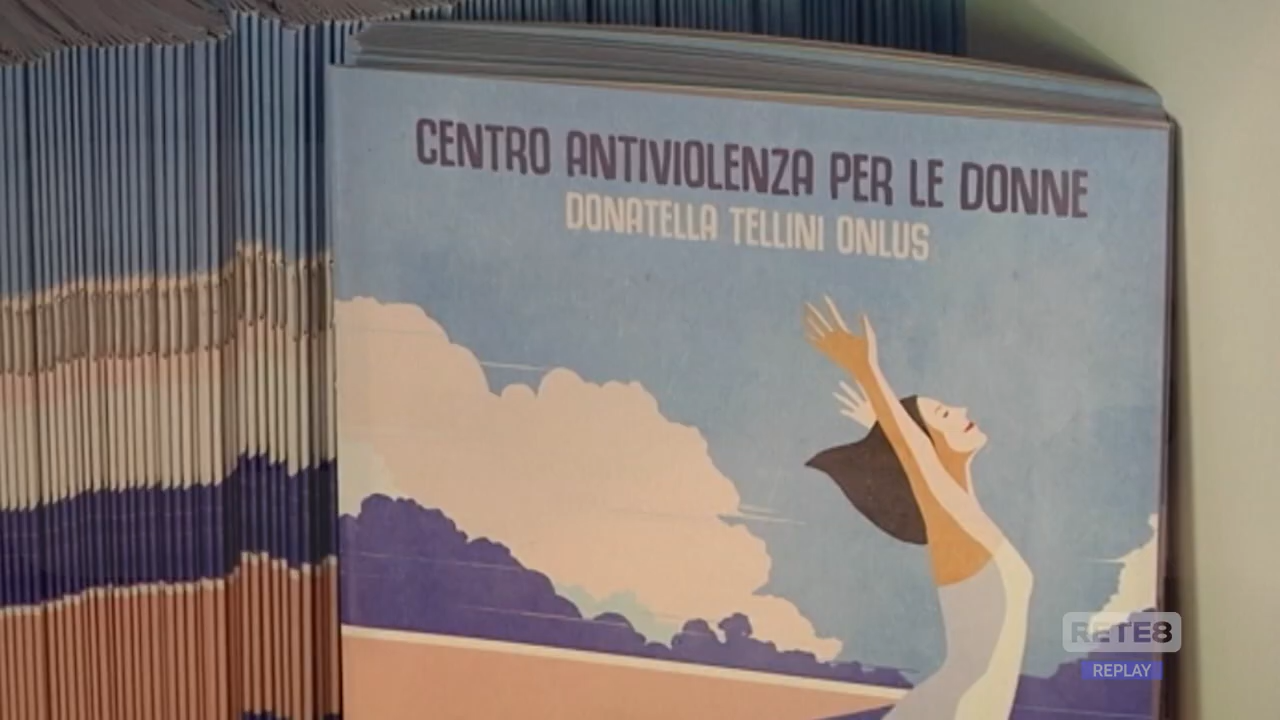 CENTRO ANTIVIOLENZA PER LE DONNE
DONATELLA TELLINI ONLUS
RETE8
REPLAY